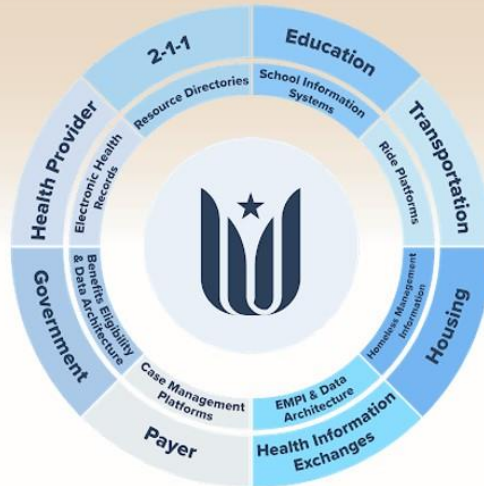 2-1-1
Resource Directories
Education
School Information
Systems
Transportation
Ride Platforms
Housing
Homeless Management
Information
Health Information
Exchanges
EMPI & Data
Architecture
Payer
Case Management
Platforms
Government
Benefits Eligibility
& Data Architecture
Health Provider
Electronic Health
Records